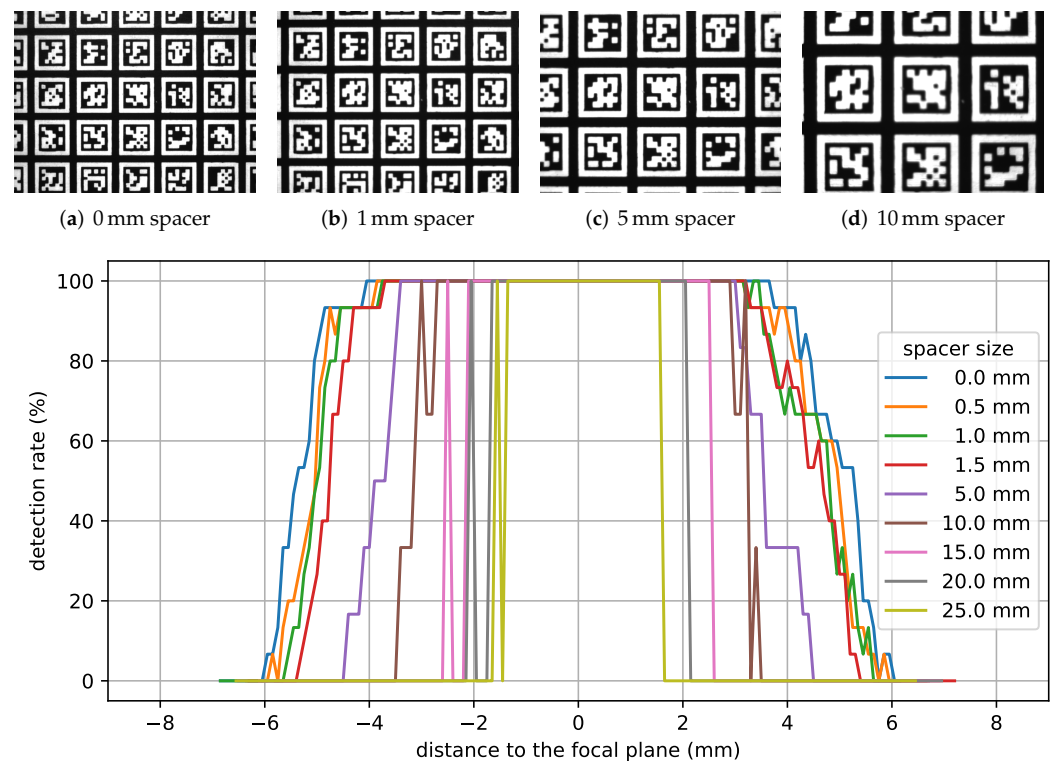 (a) 0 mm spacer (b) 1 mm spacer (c) 5 mm spacer (d) 10 mm spacer
100
80
60
40
20
0
detection rate (%)
−8 −6 −4 −2 0 2 4 6 8
distance to the focal plane (mm)
spacer size
0.0 mm
0.5 mm
1.0 mm
1.5 mm
5.0 mm
10.0 mm
15.0 mm
20.0 mm
25.0 mm